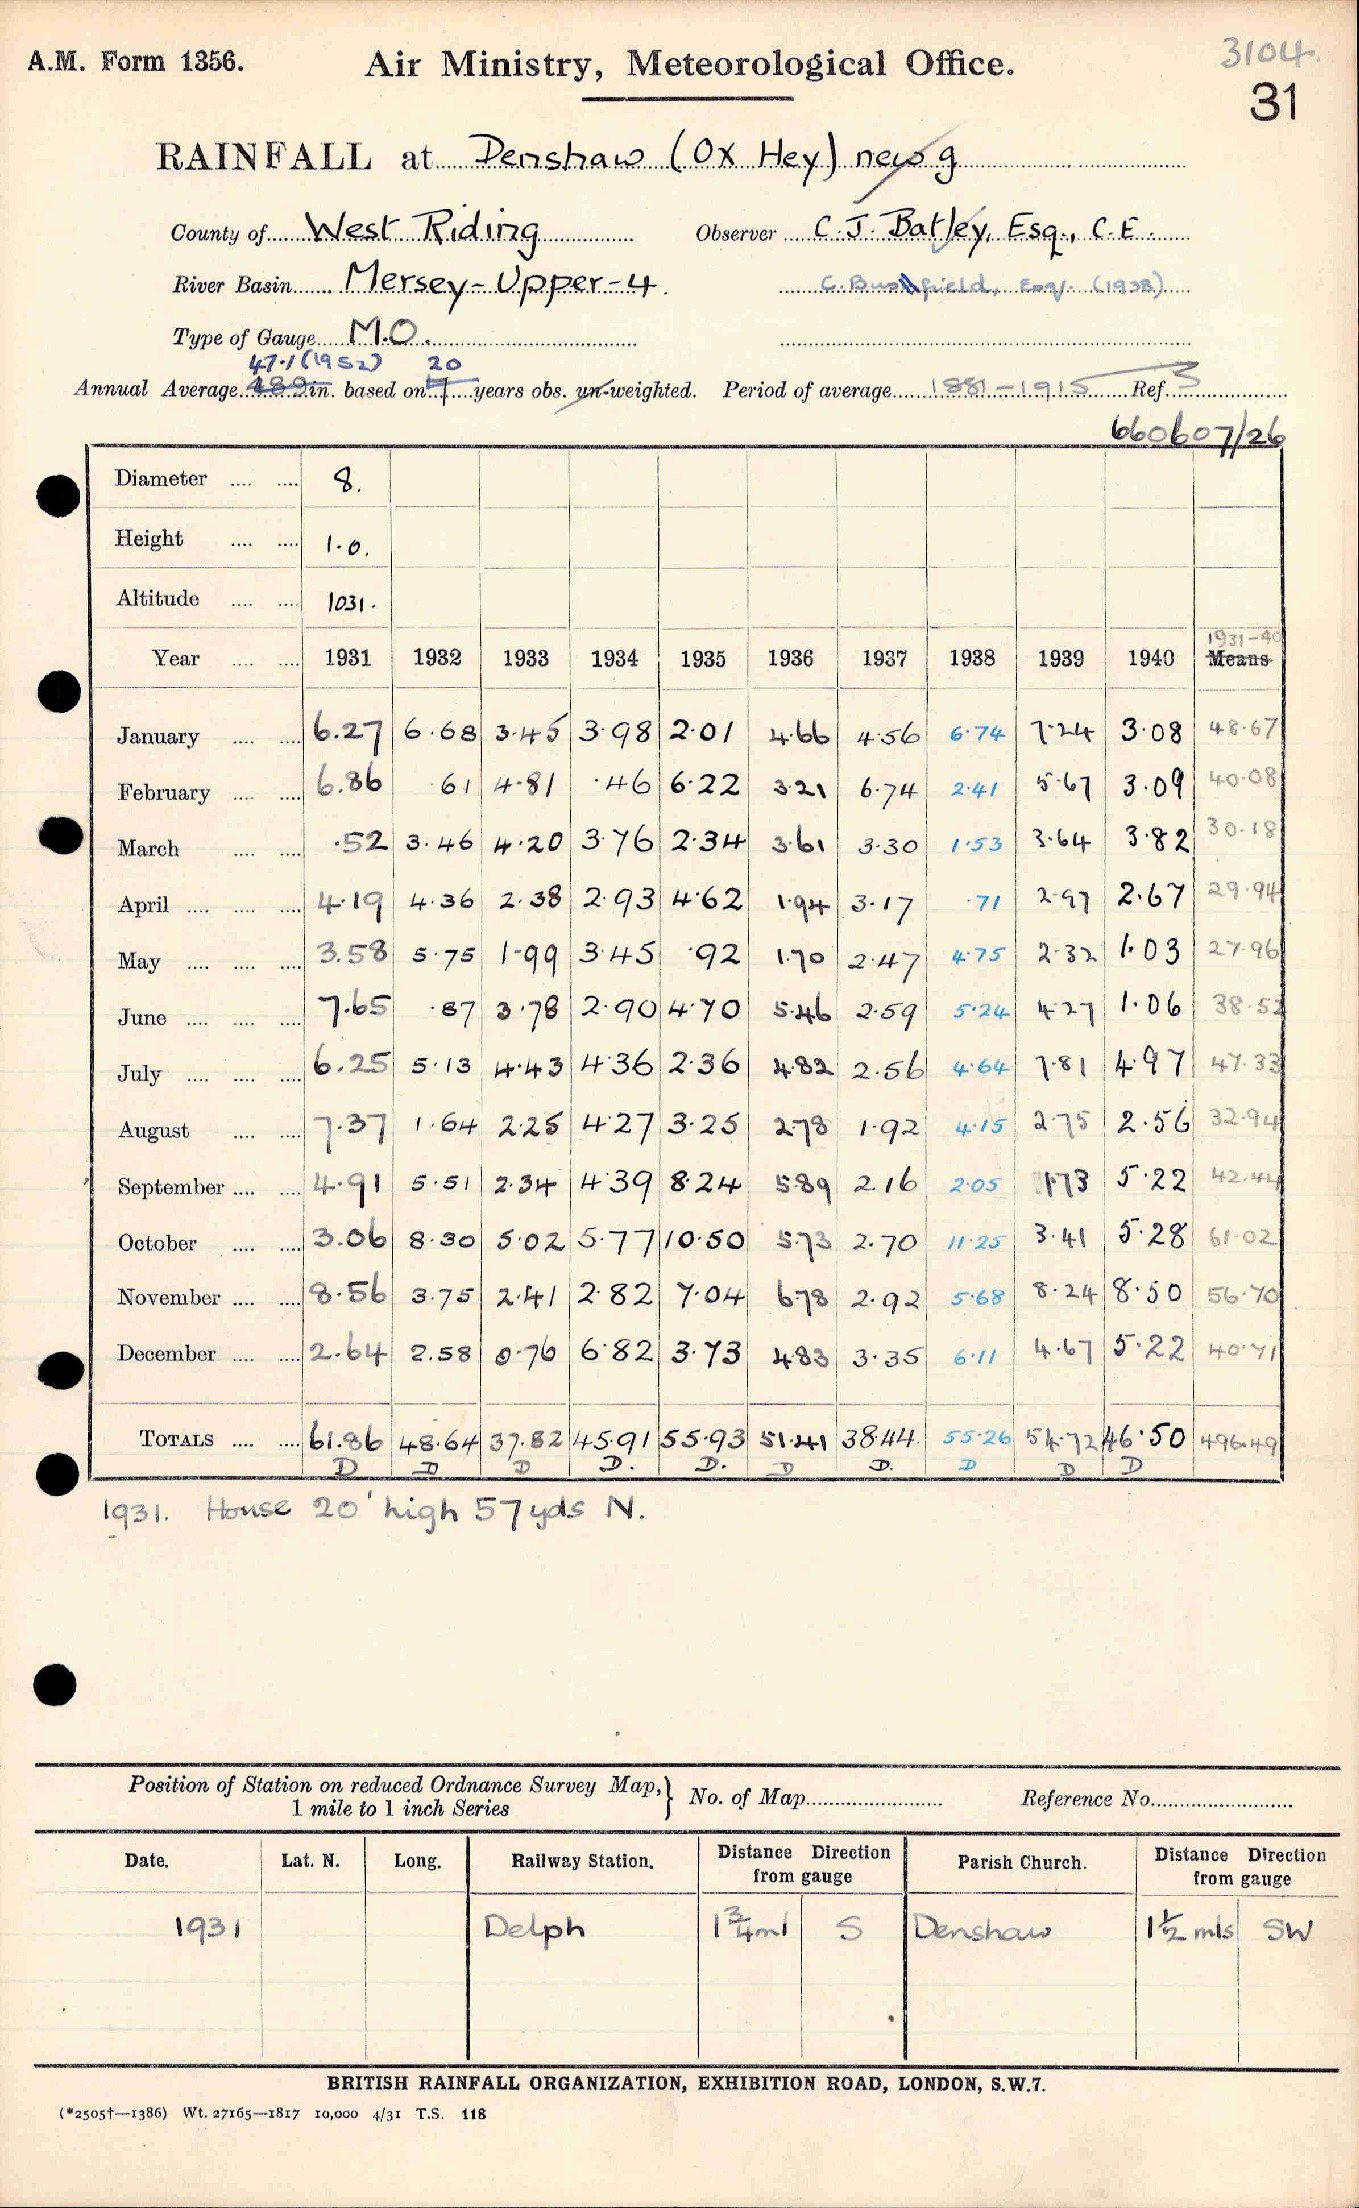 A.M. Form 1356.
Air Ministry, Meteorological Office.
3104.
31
RAINFALL at Denshaw (Ox Hey) new g
County of West Riding Observer C. J. Batley, Esq., C.E.
River Basin Mersey-Upper-4. Esq. (1938)
Type of Gauge M.O.
47.1 (1952) 20
Annual Average 48.9 in. based on 7 years obs. un-weighted. Period of average 1881-1915 Ref. 3
660607/26
Diameter .... .... 8.
Height .... .... 1.0.
Altitude .... .... 1031.
1931-40
Year .... .... 1931 1932 1933 1934 1935 1936 1937 1938 1939 1940 Means
January .... .... 6.27 6.68 3.45 3.98 2.01 4.66 4.56 6.74 7.24 3.08 48.67
February .... .... 6.86 .61 4.81 .46 6.22 3.21 6.74 2.41 5.67 3.09 40.08
March .... .... .52 3.46 4.20 3.76 2.34 3.61 3.30 1.53 3.64 3.82 30.18
April .... .... .... 4.19 4.36 2.38 2.93 4.62 1.94 3.17 .71 2.97 2.67 29.94
May .... .... .... 3.58 5.75 1.99 3.45 .92 1.70 2.47 4.75 2.32 1.03 27.96
June .... .... .... 7.65 .87 3.78 2.90 4.70 5.46 2.59 5.24 4.27 1.06 38.52
July .... .... .... 6.25 5.13 4.43 4.36 2.36 4.82 2.56 4.64 7.81 4.97 47.33
August .... .... 7.37 1.64 2.25 4.27 3.25 2.78 1.92 4.15 2.75 2.56 32.94
September .... .... 4.91 5.51 2.34 4.39 8.24 5.89 2.16 2.05 1.73 5.22 42.44
October .... .... 3.06 8.30 5.02 5.77 10.50 5.73 2.70 11.25 3.41 5.28 61.02
November .... .... 8.56 3.75 2.41 2.82 7.04 6.78 2.92 5.68 8.24 8.50 56.70
December .... .... 2.64 2.58 0.76 6.82 3.73 4.83 3.35 6.11 4.67 5.22 40.71
TOTALS .... .... 61.86 48.64 37.82 45.91 55.93 51.41 38.44 55.26 54.72 46.50 496.49
D D D D. D. D D. D D D
1931. House 20' high 57yds N.
Position of Station on reduced Ordnance Survey Map, } No. of Map Reference No.
1 mile to 1 inch Series
Date. Lat. N. Long. Railway Station. Distance Direction from gauge Parish Church. Distance Direction from gauge
1931 Delph 1¾ ml S Denshaw 1½ mls SW
BRITISH RAINFALL ORGANIZATION, EXHIBITION ROAD, LONDON, S.W.7.
(*2505†—1386) Wt. 27165—1817 10,000 4/31 T.S. 118